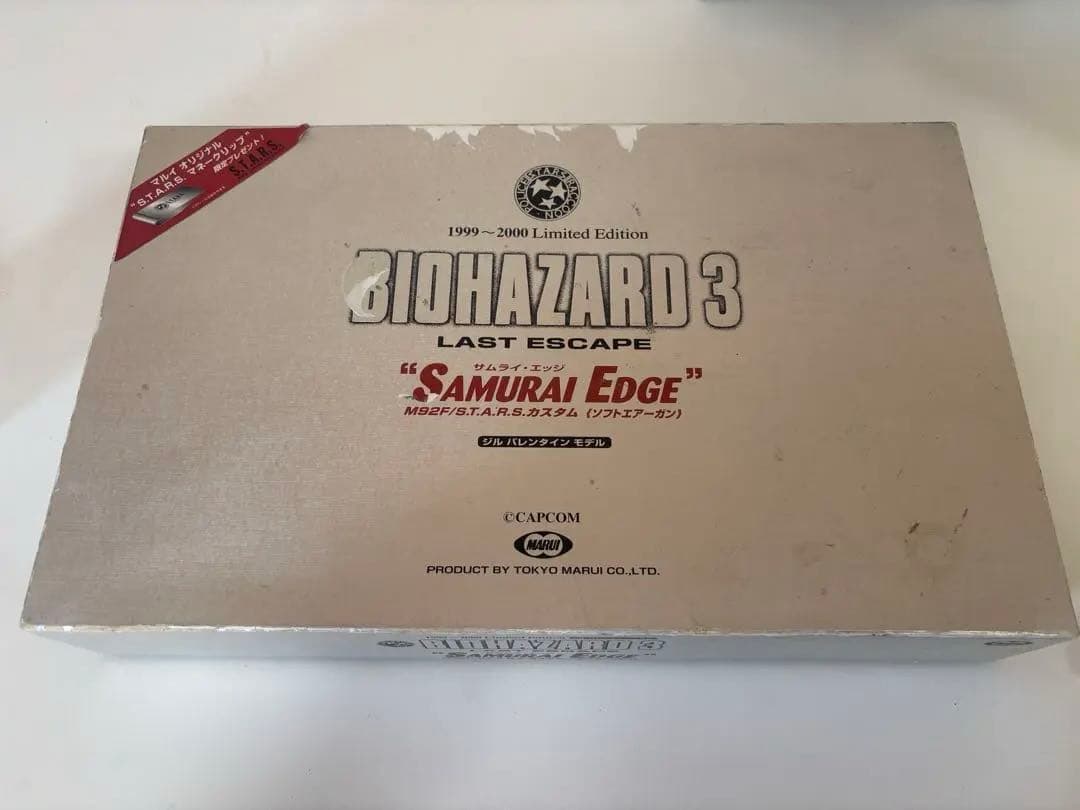 マルイ オリジナル
"S.T.A.R.S. マネークリップ"
限定プレゼント!
S.T.A.R.S.
STARS RACCOON POLICE
1999～2000 Limited Edition
BIOHAZARD 3
LAST ESCAPE
サムライ・エッジ
"SAMURAI EDGE"
M92F/S.T.A.R.S.カスタム (ソフトエアーガン)
ジル バレンタイン モデル
©CAPCOM
MARUI
PRODUCT BY TOKYO MARUI CO.,LTD.
BIOHAZARD 3
"SAMURAI EDGE"